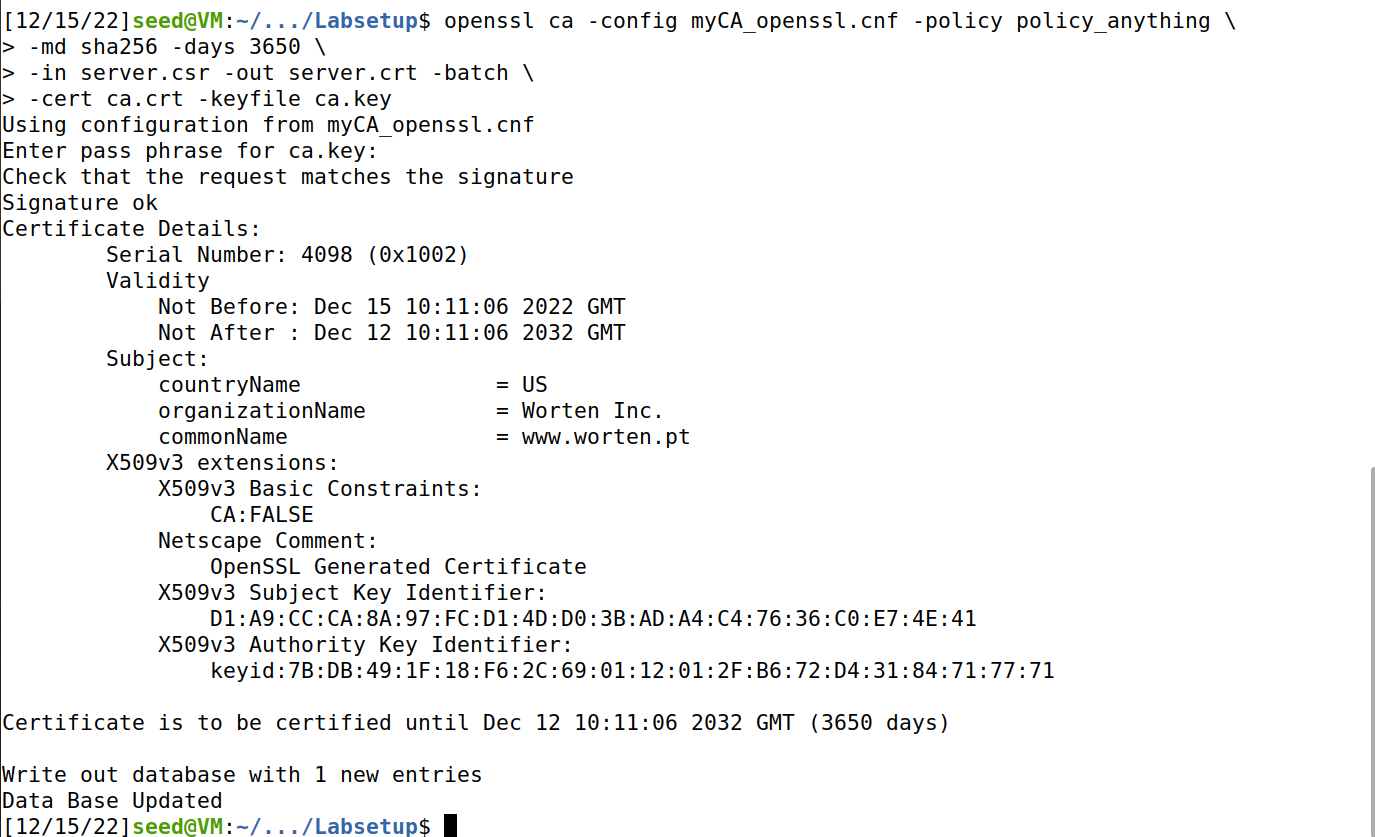 [12/15/22]seed@VM:~/.../Labsetup$ openssl ca -config myCA_openssl.cnf -policy policy_anything \
> -md sha256 -days 3650 \
> -in server.csr -out server.crt -batch \
> -cert ca.crt -keyfile ca.key
Using configuration from myCA_openssl.cnf
Enter pass phrase for ca.key:
Check that the request matches the signature
Signature ok
Certificate Details:
        Serial Number: 4098 (0x1002)
        Validity
            Not Before: Dec 15 10:11:06 2022 GMT
            Not After : Dec 12 10:11:06 2032 GMT
        Subject:
            countryName               = US
            organizationName          = Worten Inc.
            commonName                = www.worten.pt
        X509v3 extensions:
            X509v3 Basic Constraints:
                CA:FALSE
            Netscape Comment:
                OpenSSL Generated Certificate
            X509v3 Subject Key Identifier:
                D1:A9:CC:CA:8A:97:FC:D1:4D:D0:3B:AD:A4:C4:76:36:C0:E7:4E:41
            X509v3 Authority Key Identifier:
                keyid:7B:DB:49:1F:18:F6:2C:69:01:12:01:2F:B6:72:D4:31:84:71:77:71

Certificate is to be certified until Dec 12 10:11:06 2032 GMT (3650 days)

Write out database with 1 new entries
Data Base Updated
[12/15/22]seed@VM:~/.../Labsetup$